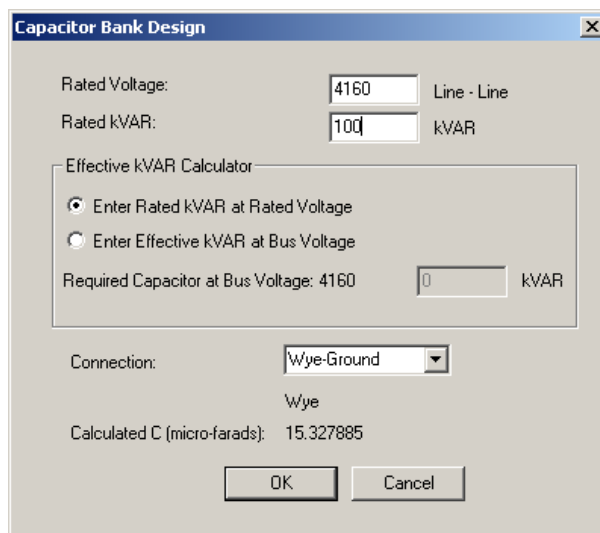 Capacitor Bank Design
Rated Voltage: 4160 Line - Line
Rated kVAR: 100 kVAR
Effective kVAR Calculator
Enter Rated kVAR at Rated Voltage
Enter Effective kVAR at Bus Voltage
Required Capacitor at Bus Voltage: 4160 0 kVAR
Connection: Wye-Ground
Wye
Calculated C (micro-farads): 15.327885
OK Cancel